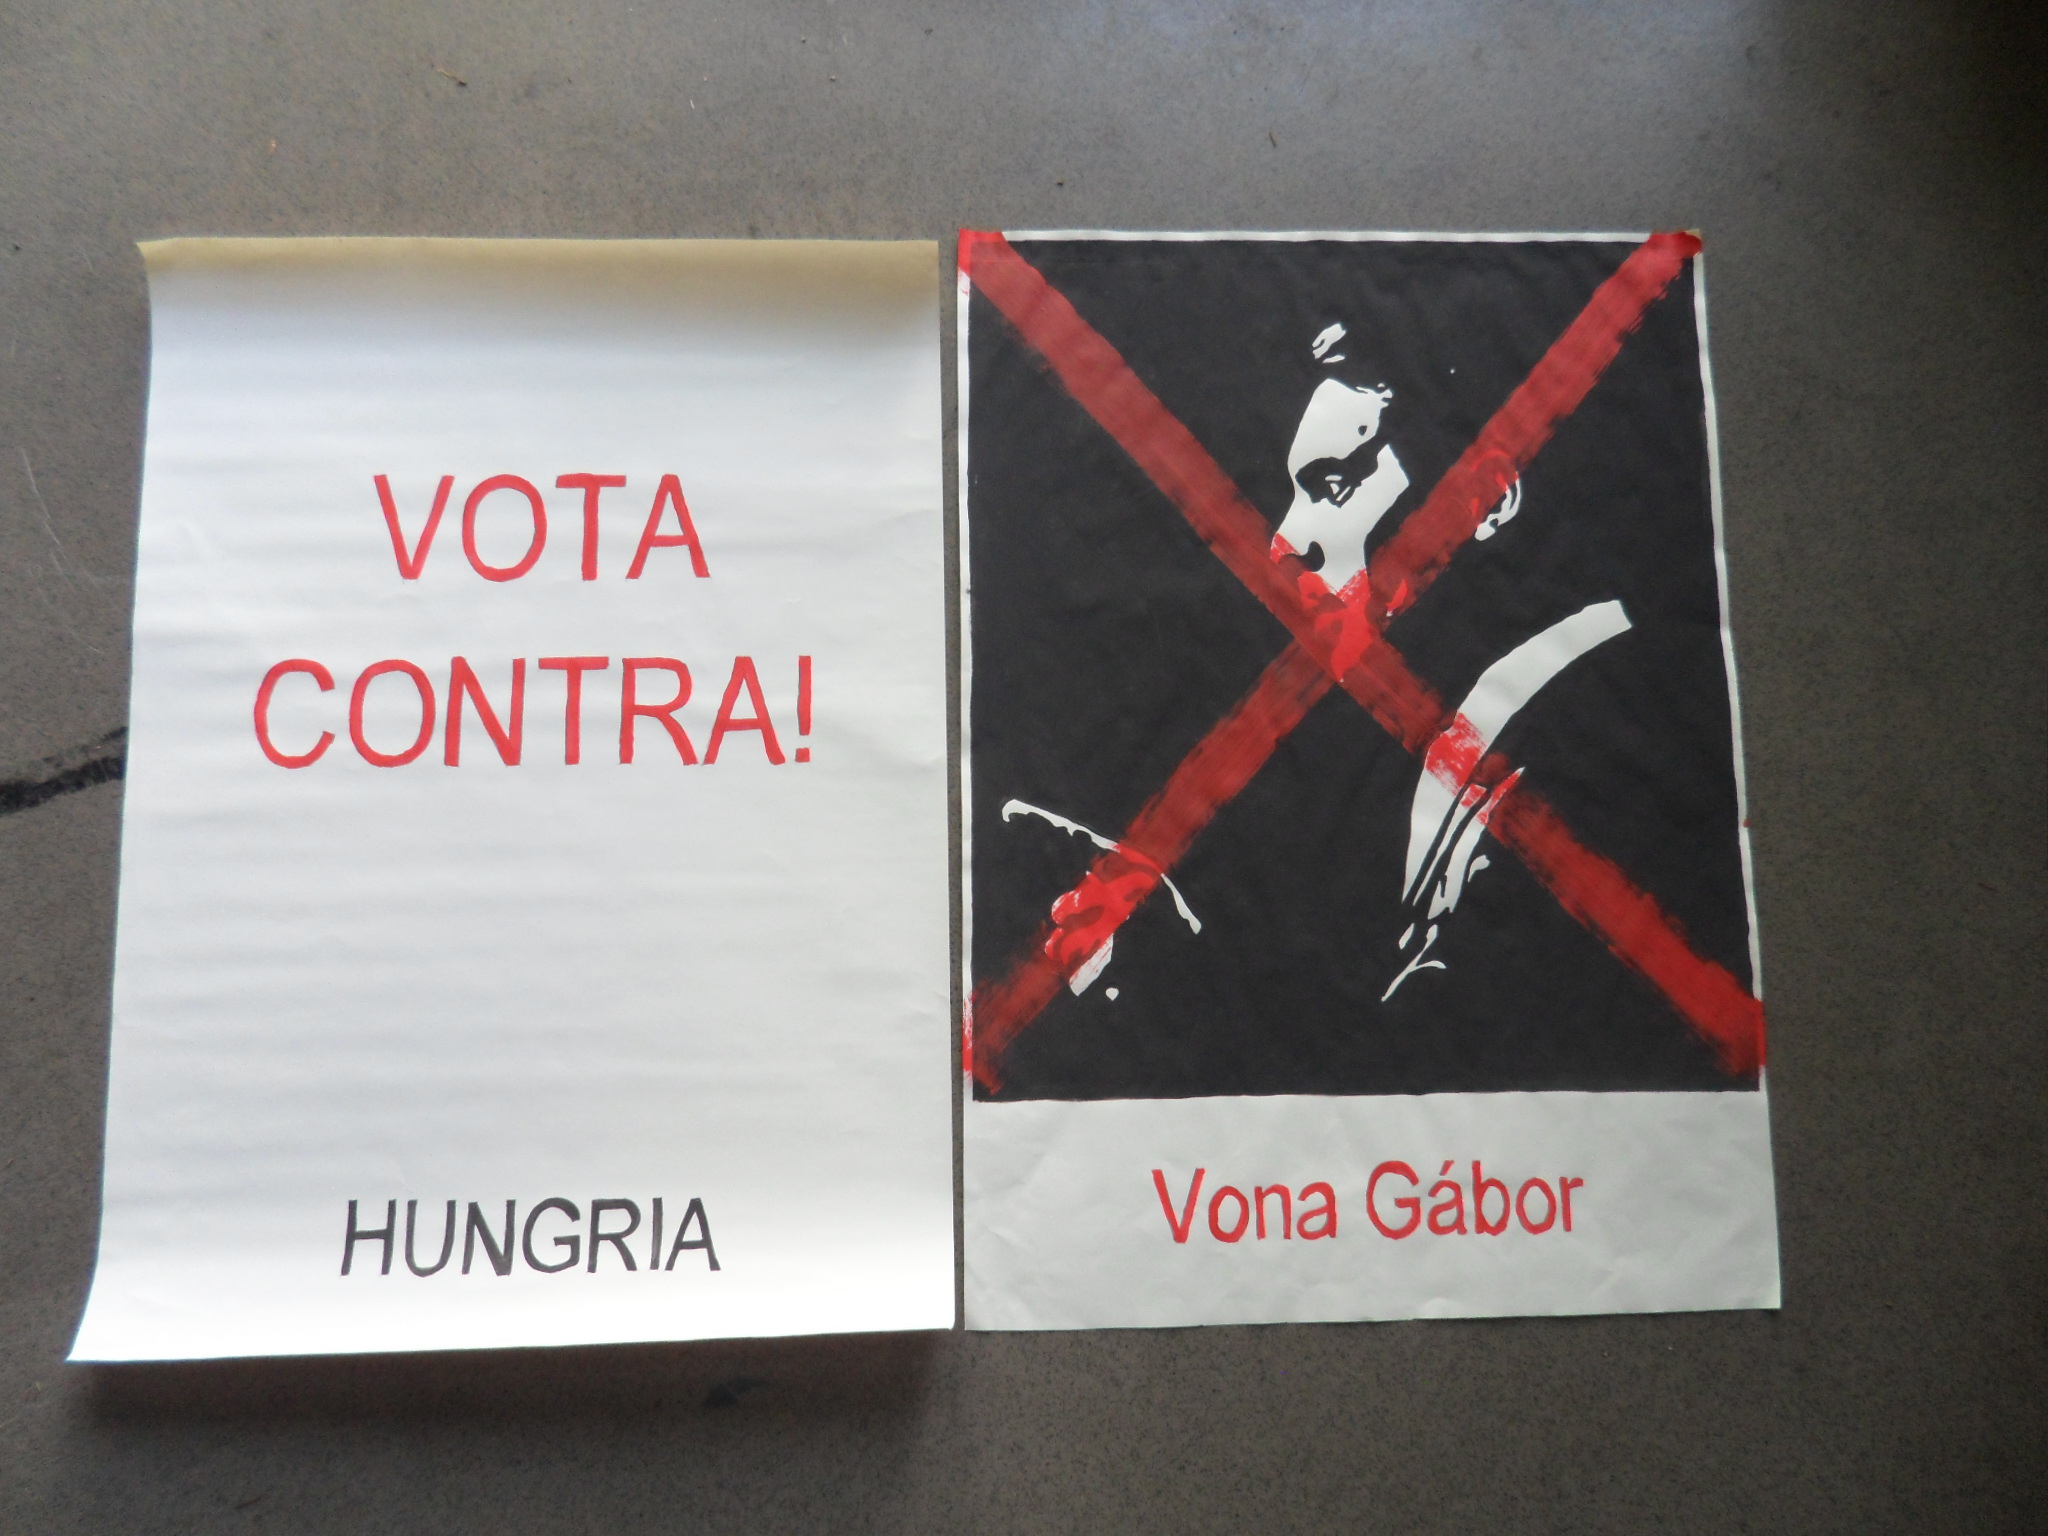 VOTA
CONTRA!
HUNGRIA
Vona Gábor